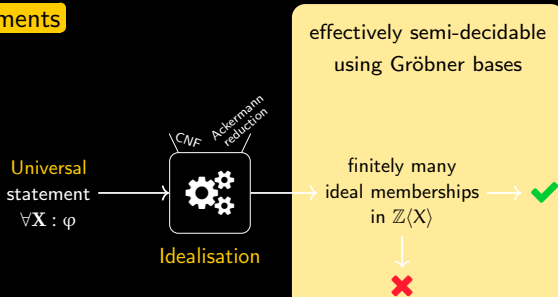 ments
effectively semi-decidable
using Gröbner bases
CNF
Ackermann
reduction
Universal
statement
∀X : φ
Idealisation
finitely many
ideal memberships
in ℤ⟨X⟩